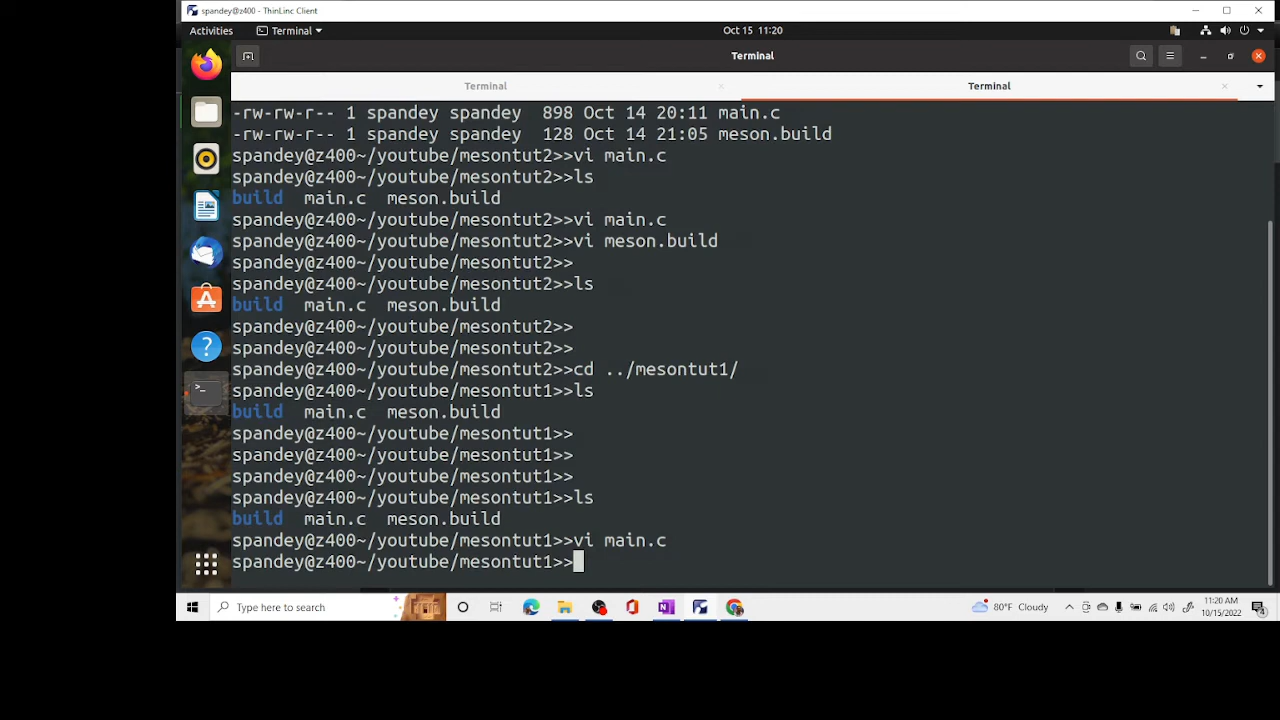 spandey@z400 - ThinLinc Client
Activities
Terminal
Oct 15 11:20
Terminal
Terminal
Terminal
-rw-rw-r-- 1 spandey spandey  898 Oct 14 20:11 main.c
-rw-rw-r-- 1 spandey spandey  128 Oct 14 21:05 meson.build
spandey@z400~/youtube/mesontut2>>vi main.c
spandey@z400~/youtube/mesontut2>>ls
build  main.c  meson.build
spandey@z400~/youtube/mesontut2>>vi main.c
spandey@z400~/youtube/mesontut2>>vi meson.build
spandey@z400~/youtube/mesontut2>>
spandey@z400~/youtube/mesontut2>>ls
build  main.c  meson.build
spandey@z400~/youtube/mesontut2>>
spandey@z400~/youtube/mesontut2>>
spandey@z400~/youtube/mesontut2>>cd ../mesontut1/
spandey@z400~/youtube/mesontut1>>ls
build  main.c  meson.build
spandey@z400~/youtube/mesontut1>>
spandey@z400~/youtube/mesontut1>>
spandey@z400~/youtube/mesontut1>>
spandey@z400~/youtube/mesontut1>>ls
build  main.c  meson.build
spandey@z400~/youtube/mesontut1>>vi main.c
spandey@z400~/youtube/mesontut1>>
Type here to search
80°F Cloudy
11:20 AM
10/15/2022
4